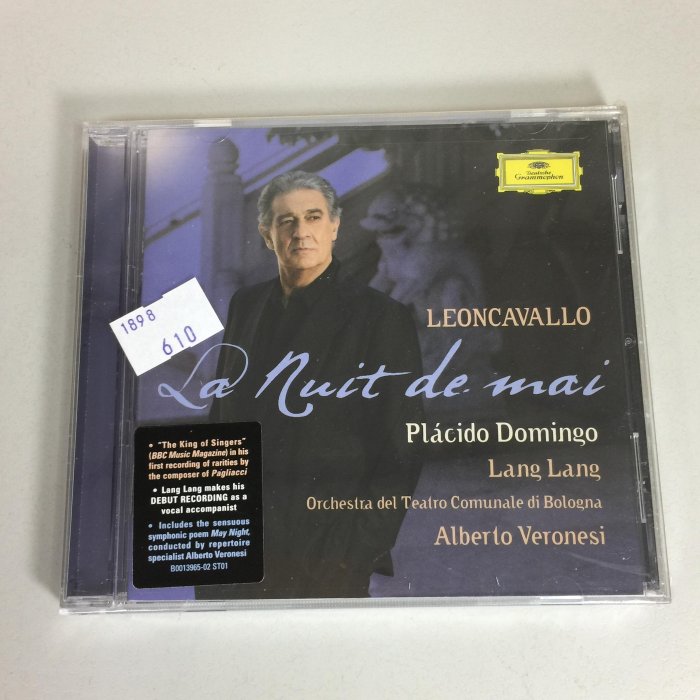 Deutsche
Grammophon
LEONCAVALLO
1898
610
La Nuit de mai
Plácido Domingo
Lang Lang
Orchestra del Teatro Comunale di Bologna
Alberto Veronesi
• "The King of Singers"
(BBC Music Magazine) in his
first recording of rarities by
the composer of Pagliacci
• Lang Lang makes his
DEBUT RECORDING as a
vocal accompanist
• Includes the sensuous
symphonic poem May Night,
conducted by repertoire
specialist Alberto Veronesi
B0013965-02 ST01